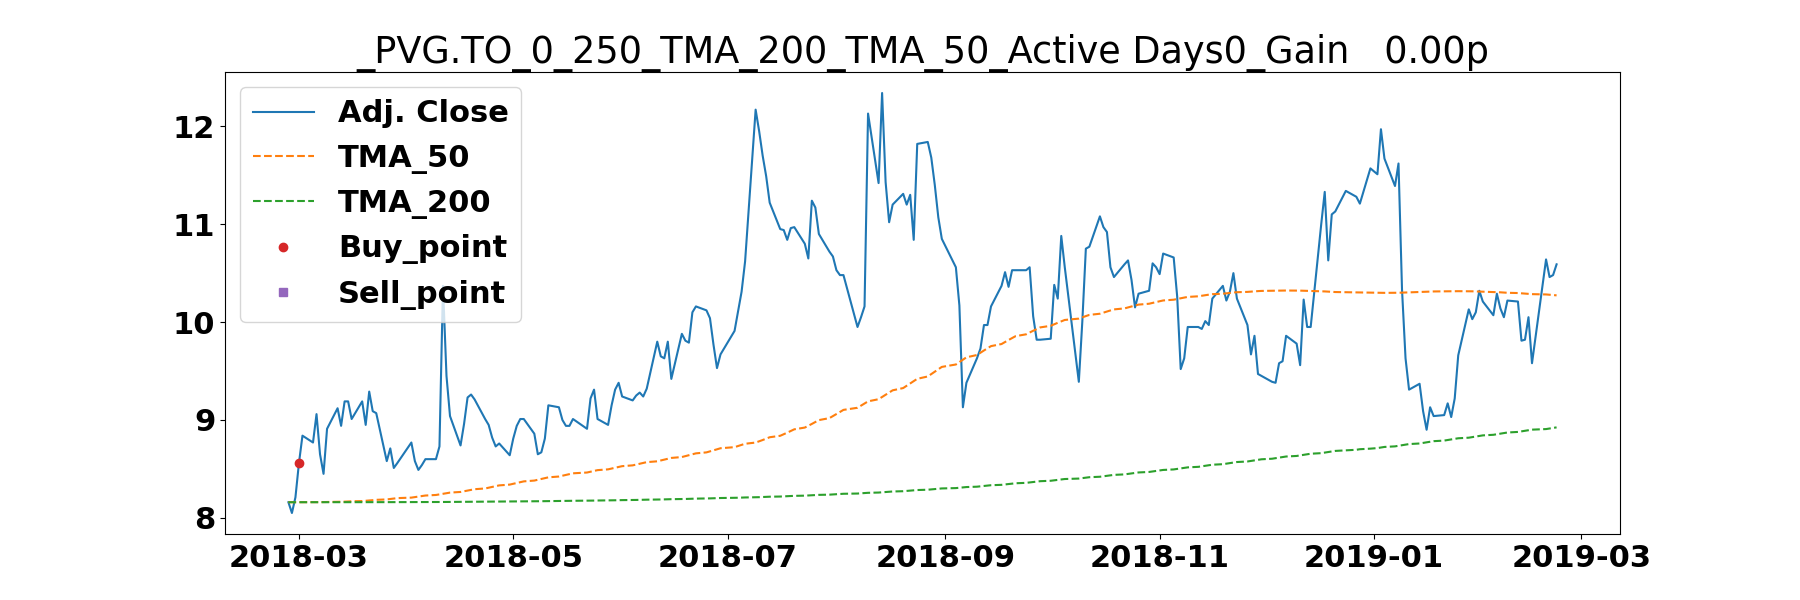 _PVG.TO_0_250_TMA_200_TMA_50_Active Days0_Gain   0.00p
Adj. Close
TMA_50
TMA_200
Buy_point
Sell_point
12
11
10
9
8
2018-03 2018-05 2018-07 2018-09 2018-11 2019-01 2019-03